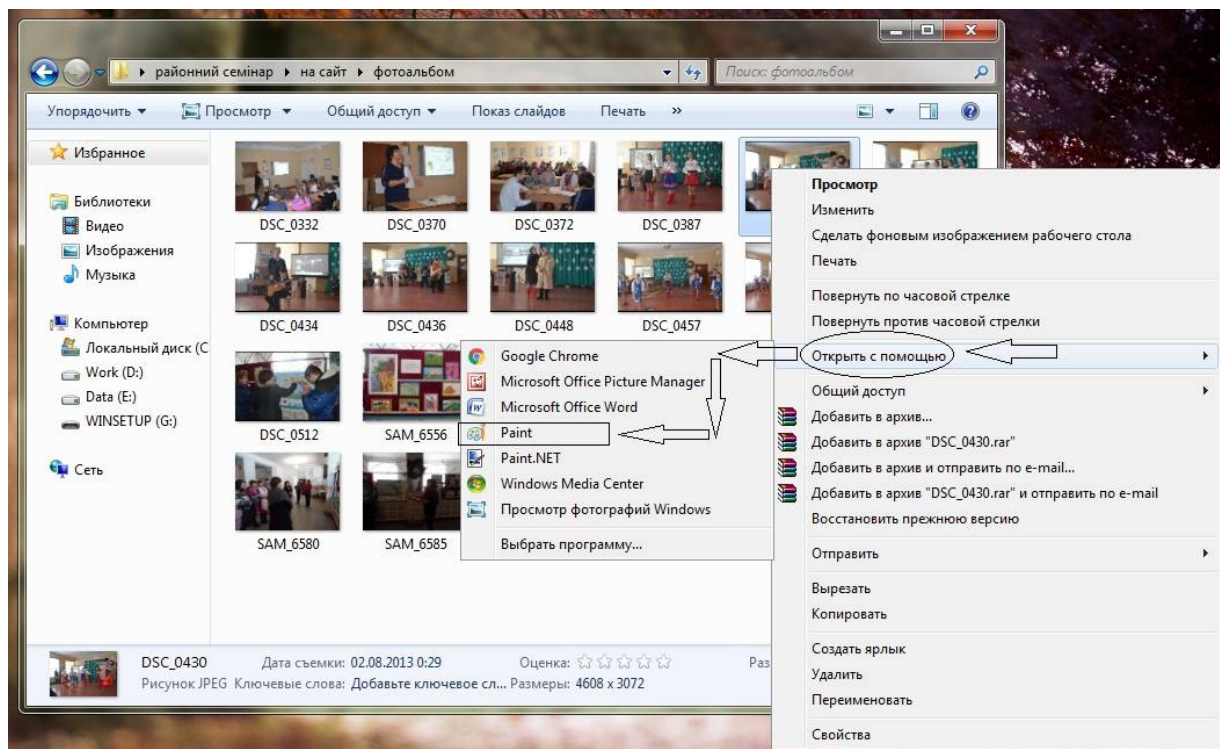 районний семінар ▸ на сайт ▸ фотоальбом
Поиск: фотоальбом
Упорядочить
Просмотр
Общий доступ
Показ слайдов
Печать
»
Избранное
Библиотеки
Видео
Изображения
Музыка
Компьютер
Локальный диск (C
Work (D:)
Data (E:)
WINSETUP (G:)
Сеть
DSC_0332
DSC_0370
DSC_0372
DSC_0387
DSC_0434
DSC_0436
DSC_0448
DSC_0457
DSC_0512
SAM_6556
SAM_6580
SAM_6585
Google Chrome
Microsoft Office Picture Manager
Microsoft Office Word
Paint
Paint.NET
Windows Media Center
Просмотр фотографий Windows
Выбрать программу...
Просмотр
Изменить
Сделать фоновым изображением рабочего стола
Печать
Повернуть по часовой стрелке
Повернуть против часовой стрелки
Открыть с помощью
Общий доступ
Добавить в архив...
Добавить в архив "DSC_0430.rar"
Добавить в архив и отправить по e-mail...
Добавить в архив "DSC_0430.rar" и отправить по e-mail
Восстановить прежнюю версию
Отправить
Вырезать
Копировать
Создать ярлык
Удалить
Переименовать
Свойства
DSC_0430
Дата съемки: 02.08.2013 0:29
Оценка:
Раз
Рисунок JPEG
Ключевые слова: Добавьте ключевое сл...
Размеры: 4608 x 3072